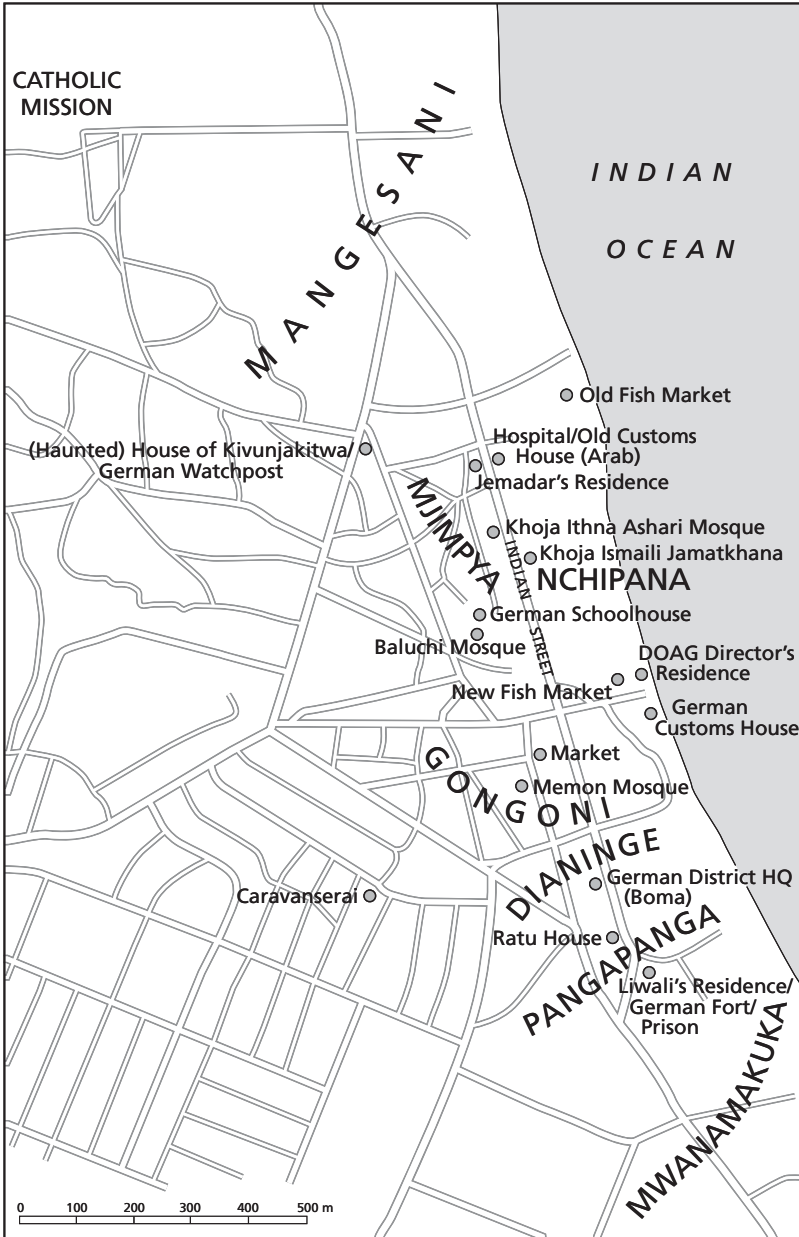 CATHOLIC
MISSION
MANGESANI
INDIAN
OCEAN
Old Fish Market
(Haunted) House of Kivunjakitwa/
German Watchpost
Hospital/Old Customs
House (Arab)
Jemadar's Residence
MJIMPYA
Khoja Ithna Ashari Mosque
INDIAN STREET
Khoja Ismaili Jamatkhana
NCHIPANA
German Schoolhouse
Baluchi Mosque
DOAG Director's
Residence
New Fish Market
German
Customs House
Market
GONGONI
Memon Mosque
DIANINGE
German District HQ
(Boma)
Caravanserai
Ratu House
PANGAPANGA
Liwali's Residence/
German Fort/
Prison
MWANAMAKUKA
0 100 200 300 400 500 m